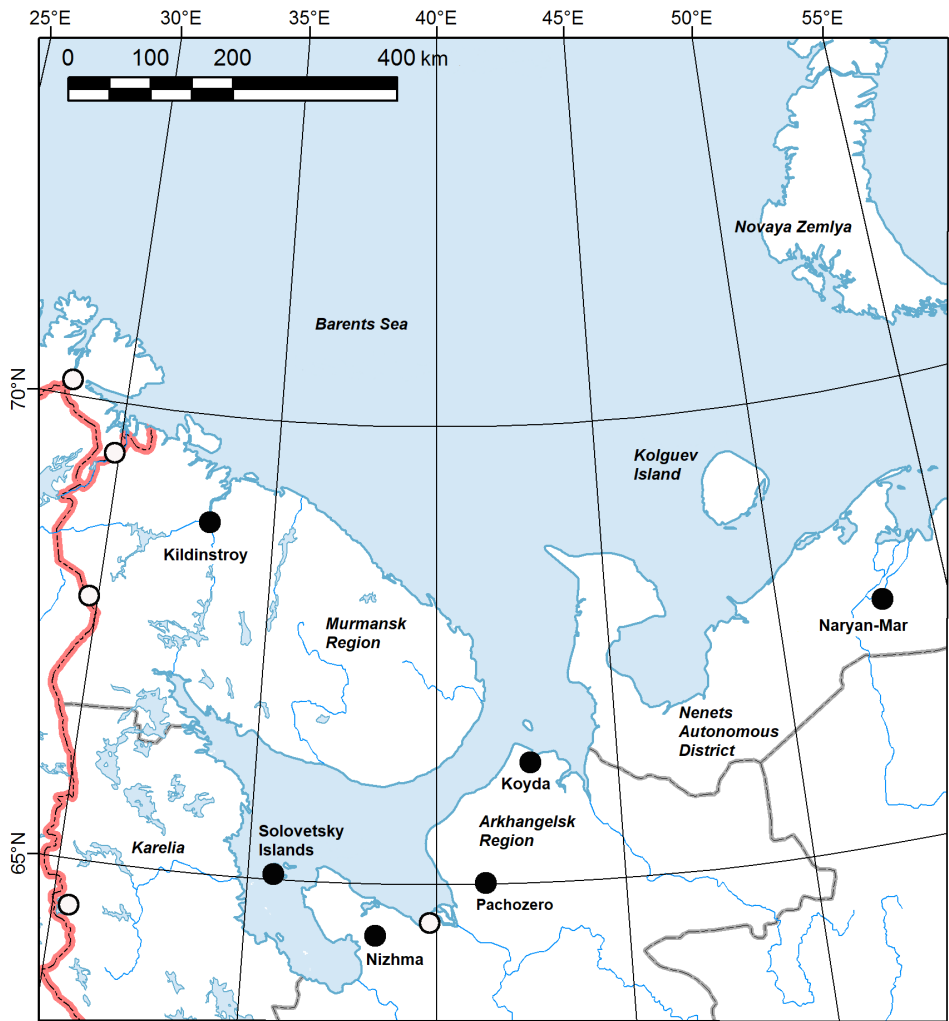 25°E 30°E 35°E 40°E 45°E 50°E 55°E
0 100 200 400 km
Novaya Zemlya
Barents Sea
70°N
Kolguev
Island
Kildinstroy
Naryan-Mar
Murmansk
Region
Nenets
Autonomous
District
Koyda
Arkhangelsk
Region
Solovetsky
Islands
Karelia
65°N
Pachozero
Nizhma